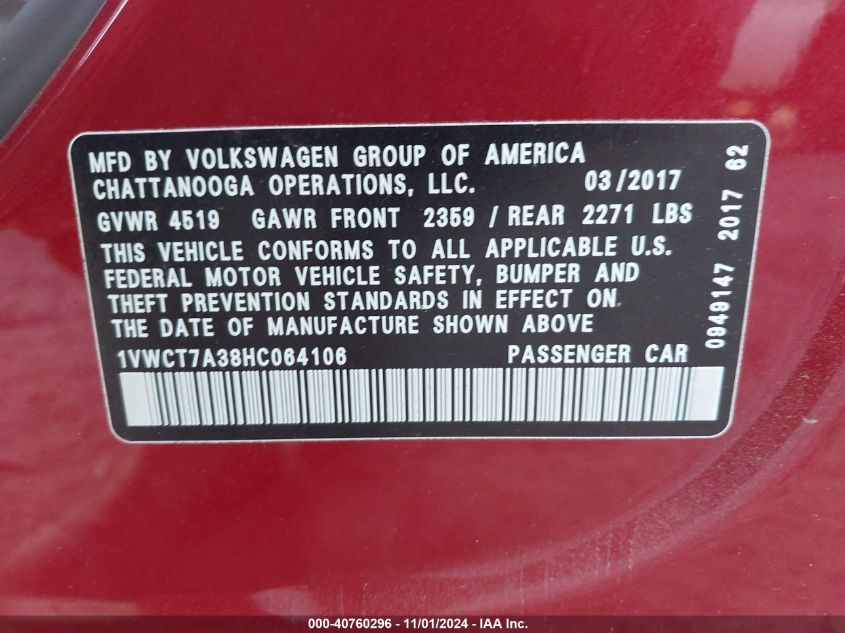 MFD BY VOLKSWAGEN GROUP OF AMERICA
CHATTANOOGA OPERATIONS, LLC. 03/2017
GVWR 4519 GAWR FRONT 2359 / REAR 2271 LBS
THIS VEHICLE CONFORMS TO ALL APPLICABLE U.S.
FEDERAL MOTOR VEHICLE SAFETY, BUMPER AND
THEFT PREVENTION STANDARDS IN EFFECT ON
THE DATE OF MANUFACTURE SHOWN ABOVE
1VWCT7A38HC064106 PASSENGER CAR
0949147 2017 62
000-40760296 - 11/01/2024 - IAA Inc.